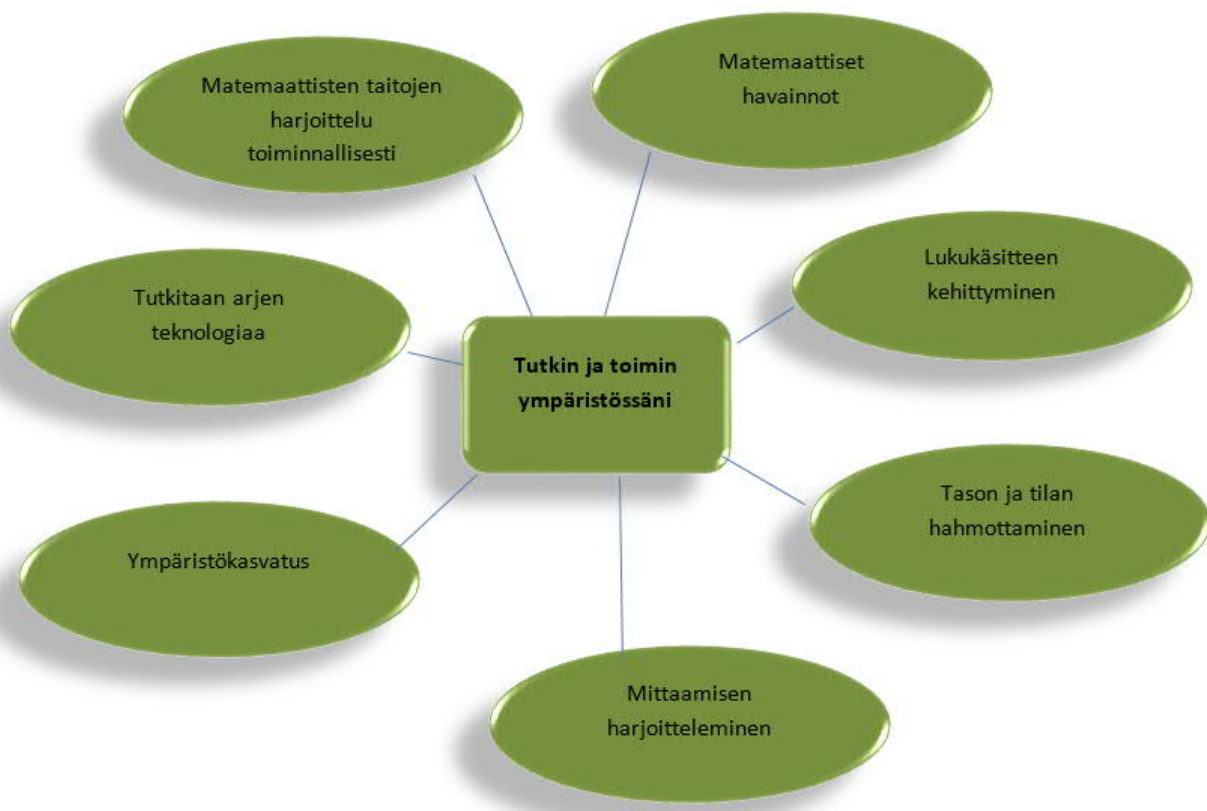 Matemaattisten taitojen
harjoittelu
toiminnallisesti
Matemaattiset
havainnot
Lukukäsitteen
kehittyminen
Tutkitaan arjen
teknologiaa
Tutkin ja toimin
ympäristössäni
Tason ja tilan
hahmottaminen
Ympäristökasvatus
Mittaamisen
harjoitteleminen